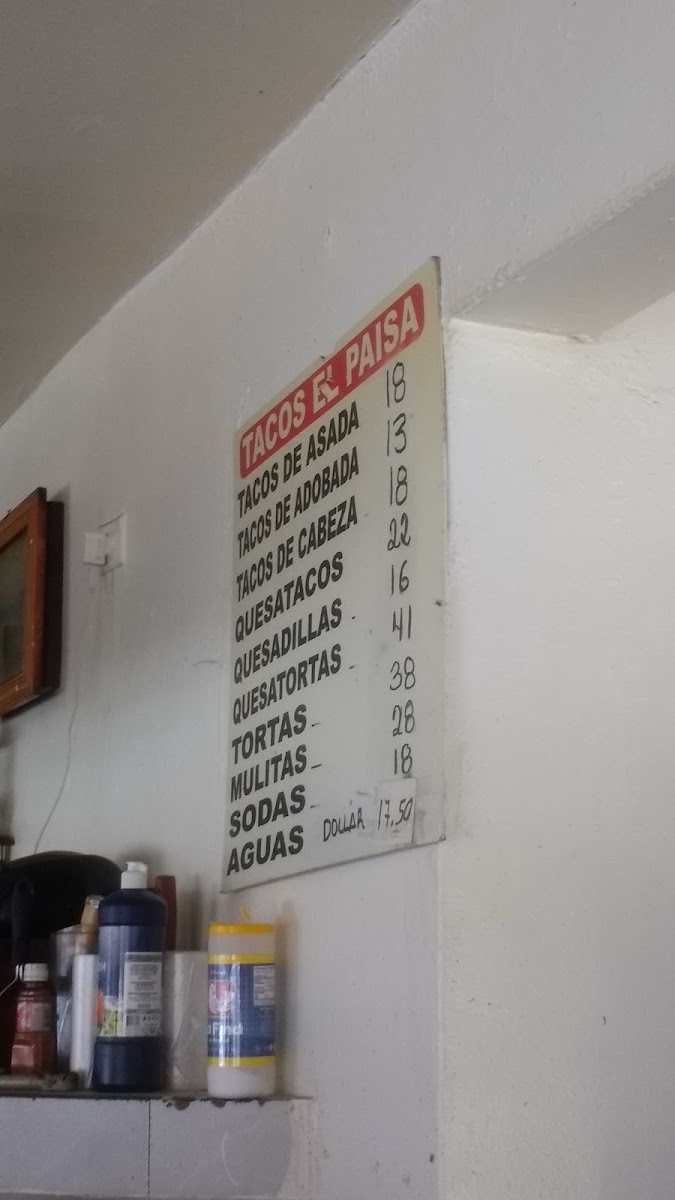 TACOS EL PAISA
TACOS DE ASADA 18
TACOS DE ADOBADA 13
TACOS DE CABEZA - 18
QUESATACOS 22
QUESADILLAS - 16
QUESATORTAS - 41
TORTAS - 38
MULITAS - 28
SODAS - 18
AGUAS DOLLAR 17.50